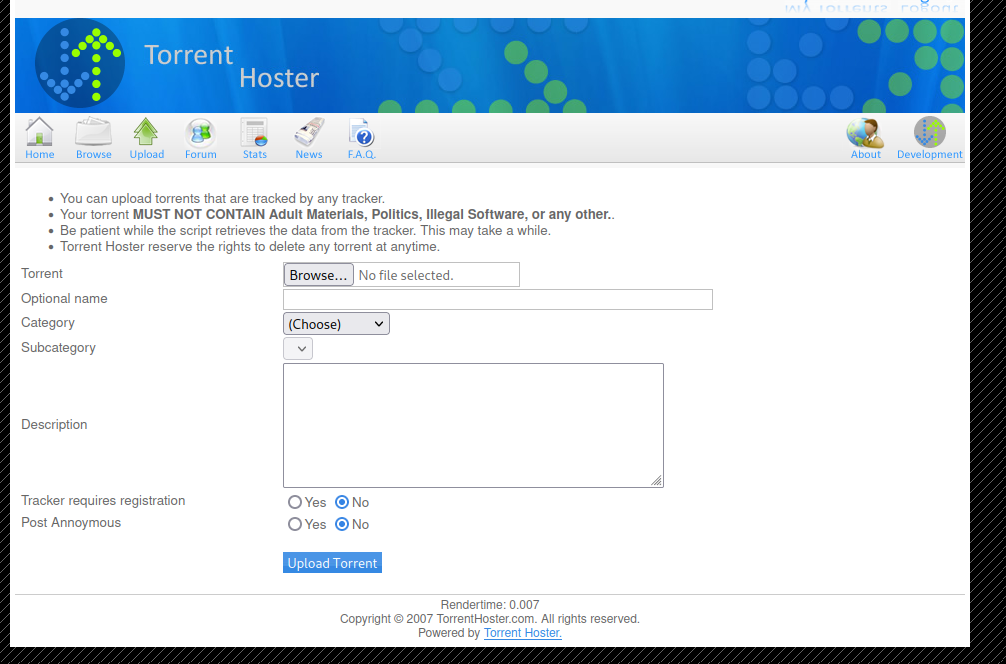 My Torrents Logout
Torrent
Hoster
Home Browse Upload Forum Stats News F.A.Q. About Development
• You can upload torrents that are tracked by any tracker.
• Your torrent MUST NOT CONTAIN Adult Materials, Politics, Illegal Software, or any other..
• Be patient while the script retrieves the data from the tracker. This may take a while.
• Torrent Hoster reserve the rights to delete any torrent at anytime.
Torrent Browse... No file selected.
Optional name
Category (Choose)
Subcategory
Description
Tracker requires registration Yes No
Post Annoymous Yes No
Upload Torrent
Rendertime: 0.007
Copyright © 2007 TorrentHoster.com. All rights reserved.
Powered by Torrent Hoster.